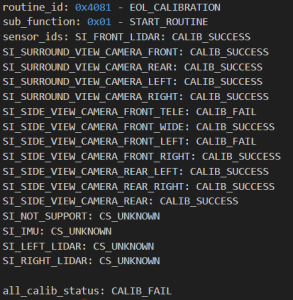 routine_id: 0x4081 - EOL_CALIBRATION
sub_function: 0x01 - START_ROUTINE
sensor_ids: SI_FRONT_LIDAR: CALIB_SUCCESS
SI_SURROUND_VIEW_CAMERA_FRONT: CALIB_SUCCESS
SI_SURROUND_VIEW_CAMERA_REAR: CALIB_SUCCESS
SI_SURROUND_VIEW_CAMERA_LEFT: CALIB_SUCCESS
SI_SURROUND_VIEW_CAMERA_RIGHT: CALIB_SUCCESS
SI_SIDE_VIEW_CAMERA_FRONT_TELE: CALIB_FAIL
SI_SIDE_VIEW_CAMERA_FRONT_WIDE: CALIB_SUCCESS
SI_SIDE_VIEW_CAMERA_FRONT_LEFT: CALIB_FAIL
SI_SIDE_VIEW_CAMERA_FRONT_RIGHT: CALIB_SUCCESS
SI_SIDE_VIEW_CAMERA_REAR_LEFT: CALIB_SUCCESS
SI_SIDE_VIEW_CAMERA_REAR_RIGHT: CALIB_SUCCESS
SI_SIDE_VIEW_CAMERA_REAR: CALIB_SUCCESS
SI_NOT_SUPPORT: CS_UNKNOWN
SI_IMU: CS_UNKNOWN
SI_LEFT_LIDAR: CS_UNKNOWN
SI_RIGHT_LIDAR: CS_UNKNOWN
all_calib_status: CALIB_FAIL